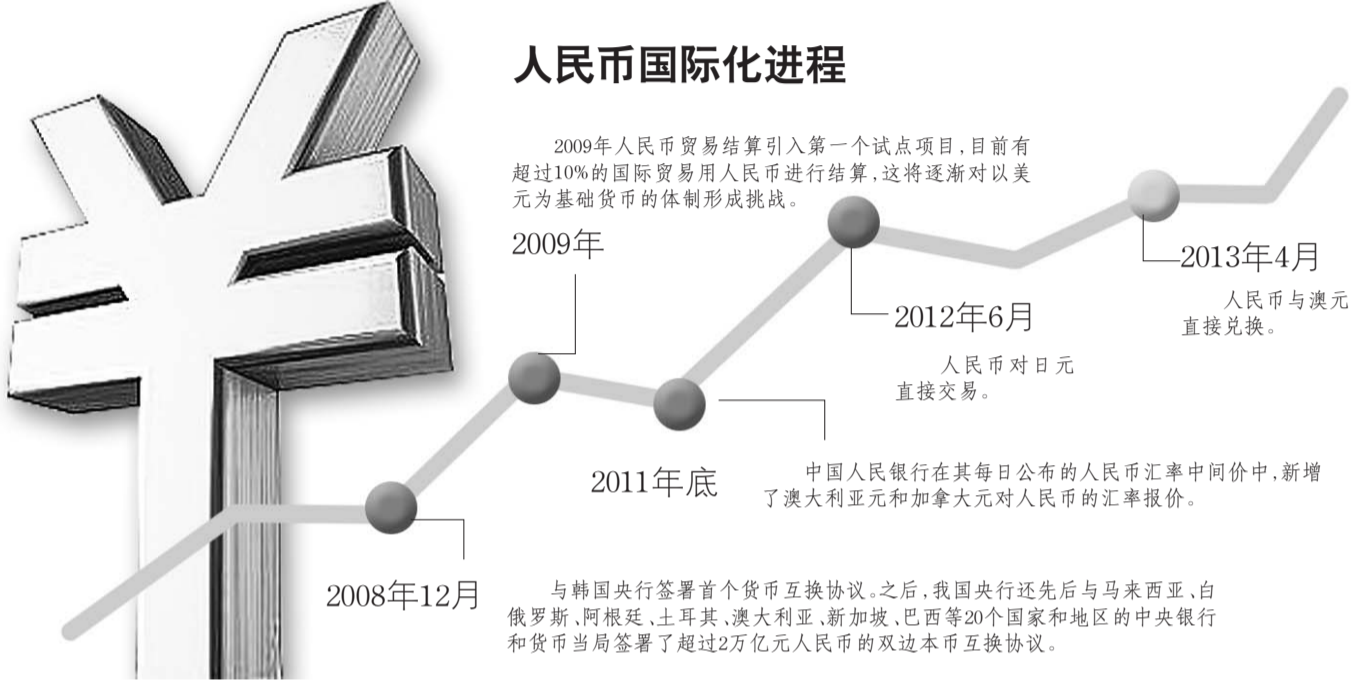 人民币国际化进程
2009年人民币贸易结算引入第一个试点项目,目前有
超过10%的国际贸易用人民币进行结算,这将逐渐对以美
元为基础货币的体制形成挑战。
2009年
2013年4月
人民币与澳元
直接兑换。
2012年6月
人民币对日元
直接交易。
2011年底
中国人民银行在其每日公布的人民币汇率中间价中,新增
了澳大利亚元和加拿大元对人民币的汇率报价。
2008年12月
与韩国央行签署首个货币互换协议。之后,我国央行还先后与马来西亚、白
俄罗斯、阿根廷、土耳其、澳大利亚、新加坡、巴西等20个国家和地区的中央银行
和货币当局签署了超过2万亿元人民币的双边本币互换协议。